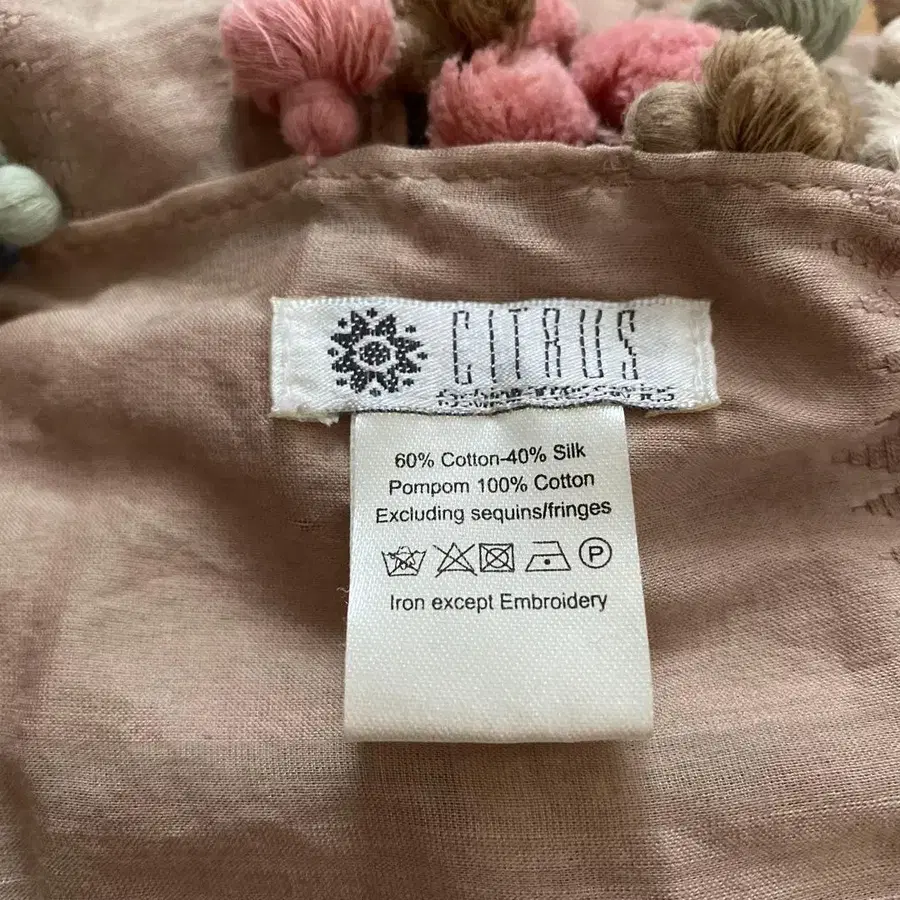 CITRUS
60% Cotton-40% Silk
Pompom 100% Cotton
Excluding sequins/fringes
P
Iron except Embroidery